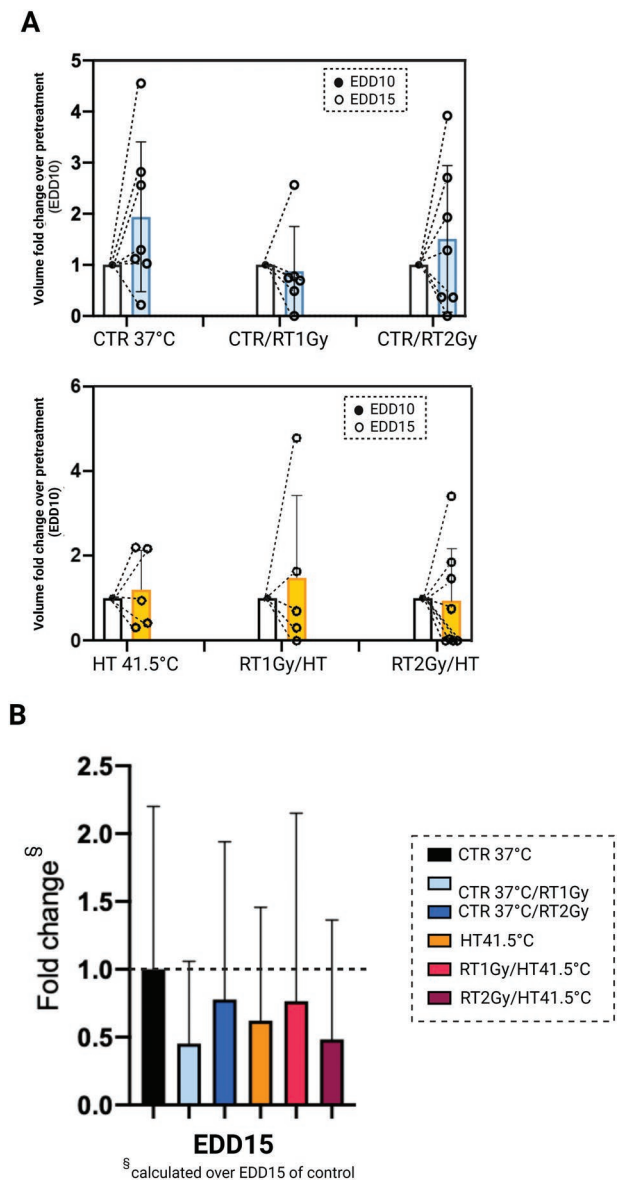 A
Volume fold change over pretreatment
(EDD10)
5
4
3
2
1
0
EDD10
EDD15
CTR 37°C
CTR/RT1Gy
CTR/RT2Gy
Volume fold change over pretreatment
(EDD10)
6
4
2
0
EDD10
EDD15
HT 41.5°C
RT1Gy/HT
RT2Gy/HT
B
Fold change§
2.5
2.0
1.5
1.0
0.5
0.0
EDD15
§calculated over EDD15 of control
CTR 37°C
CTR 37°C/RT1Gy
CTR 37°C/RT2Gy
HT41.5°C
RT1Gy/HT41.5°C
RT2Gy/HT41.5°C